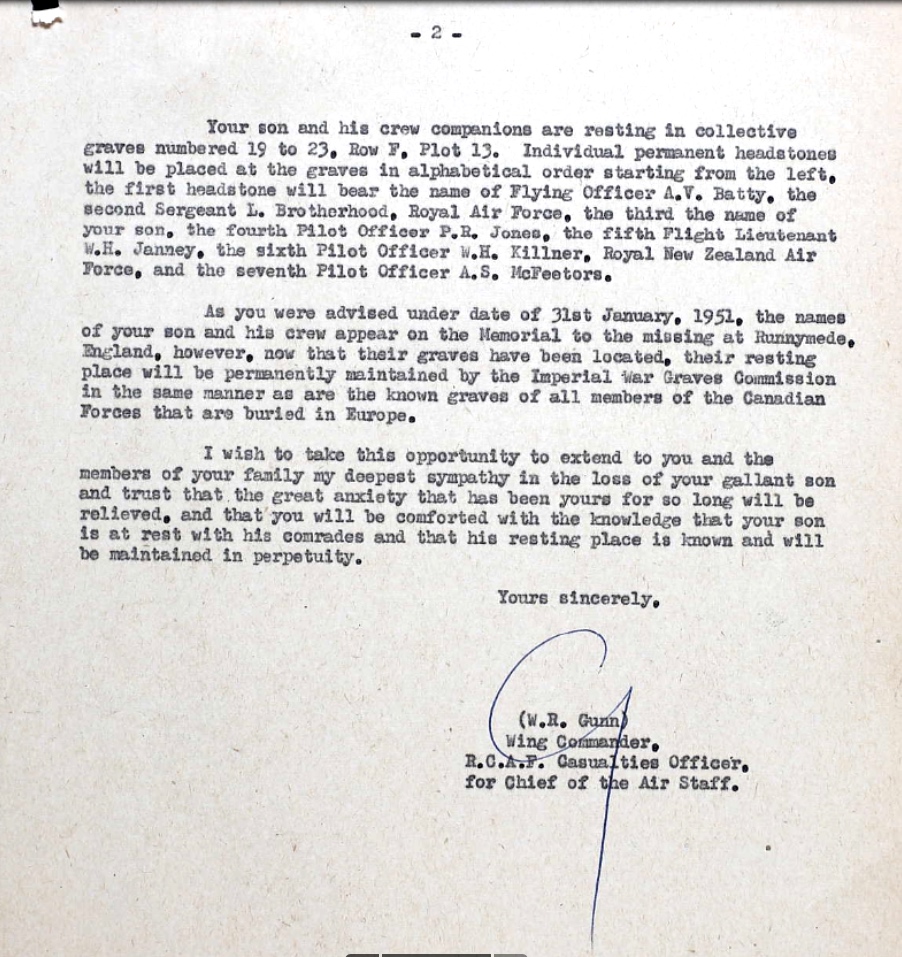 - 2 -
Your son and his crew companions are resting in collective
graves numbered 19 to 23, Row F, Plot 13. Individual permanent headstones
will be placed at the graves in alphabetical order starting from the left,
the first headstone will bear the name of Flying Officer A.V. Batty, the
second Sergeant L. Brotherhood, Royal Air Force, the third the name of
your son, the fourth Pilot Officer P.R. Jones, the fifth Flight Lieutenant
W.H. Janney, the sixth Pilot Officer W.H. Killner, Royal New Zealand Air
Force, and the seventh Pilot Officer A.S. McFeetors.
As you were advised under date of 31st January, 1951, the names
of your son and his crew appear on the Memorial to the missing at Runnymede,
England, however, now that their graves have been located, their resting
place will be permanently maintained by the Imperial War Graves Commission
in the same manner as are the known graves of all members of the Canadian
Forces that are buried in Europe.
I wish to take this opportunity to extend to you and the
members of your family my deepest sympathy in the loss of your gallant son
and trust that the great anxiety that has been yours for so long will be
relieved, and that you will be comforted with the knowledge that your son
is at rest with his comrades and that his resting place is known and will
be maintained in perpetuity.
Yours sincerely,
(W.R. Gunn)
Wing Commander,
R.C.A.F. Casualties Officer,
for Chief of the Air Staff.